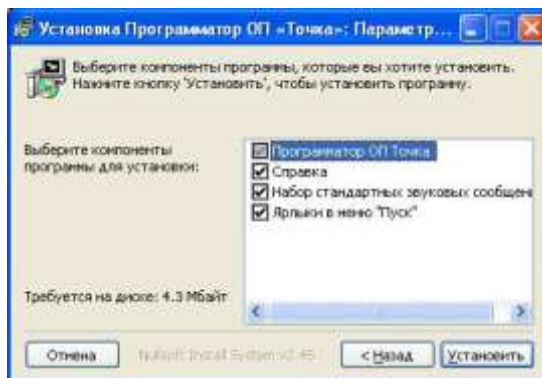 Установка Программатор ОП «Точка»: Параметр...
Выберите компоненты программы, которые вы хотите установить.
Нажмите кнопку 'Установить', чтобы установить программу.
Выберите компоненты
программы для установки:
Программатор ОП Точка
Справка
Набор стандартных звуковых сообщен
Ярлыки в меню "Пуск"
Требуется на диске: 4.3 Мбайт
Отмена
Nullsoft Install System v2.45
< Назад
Установить